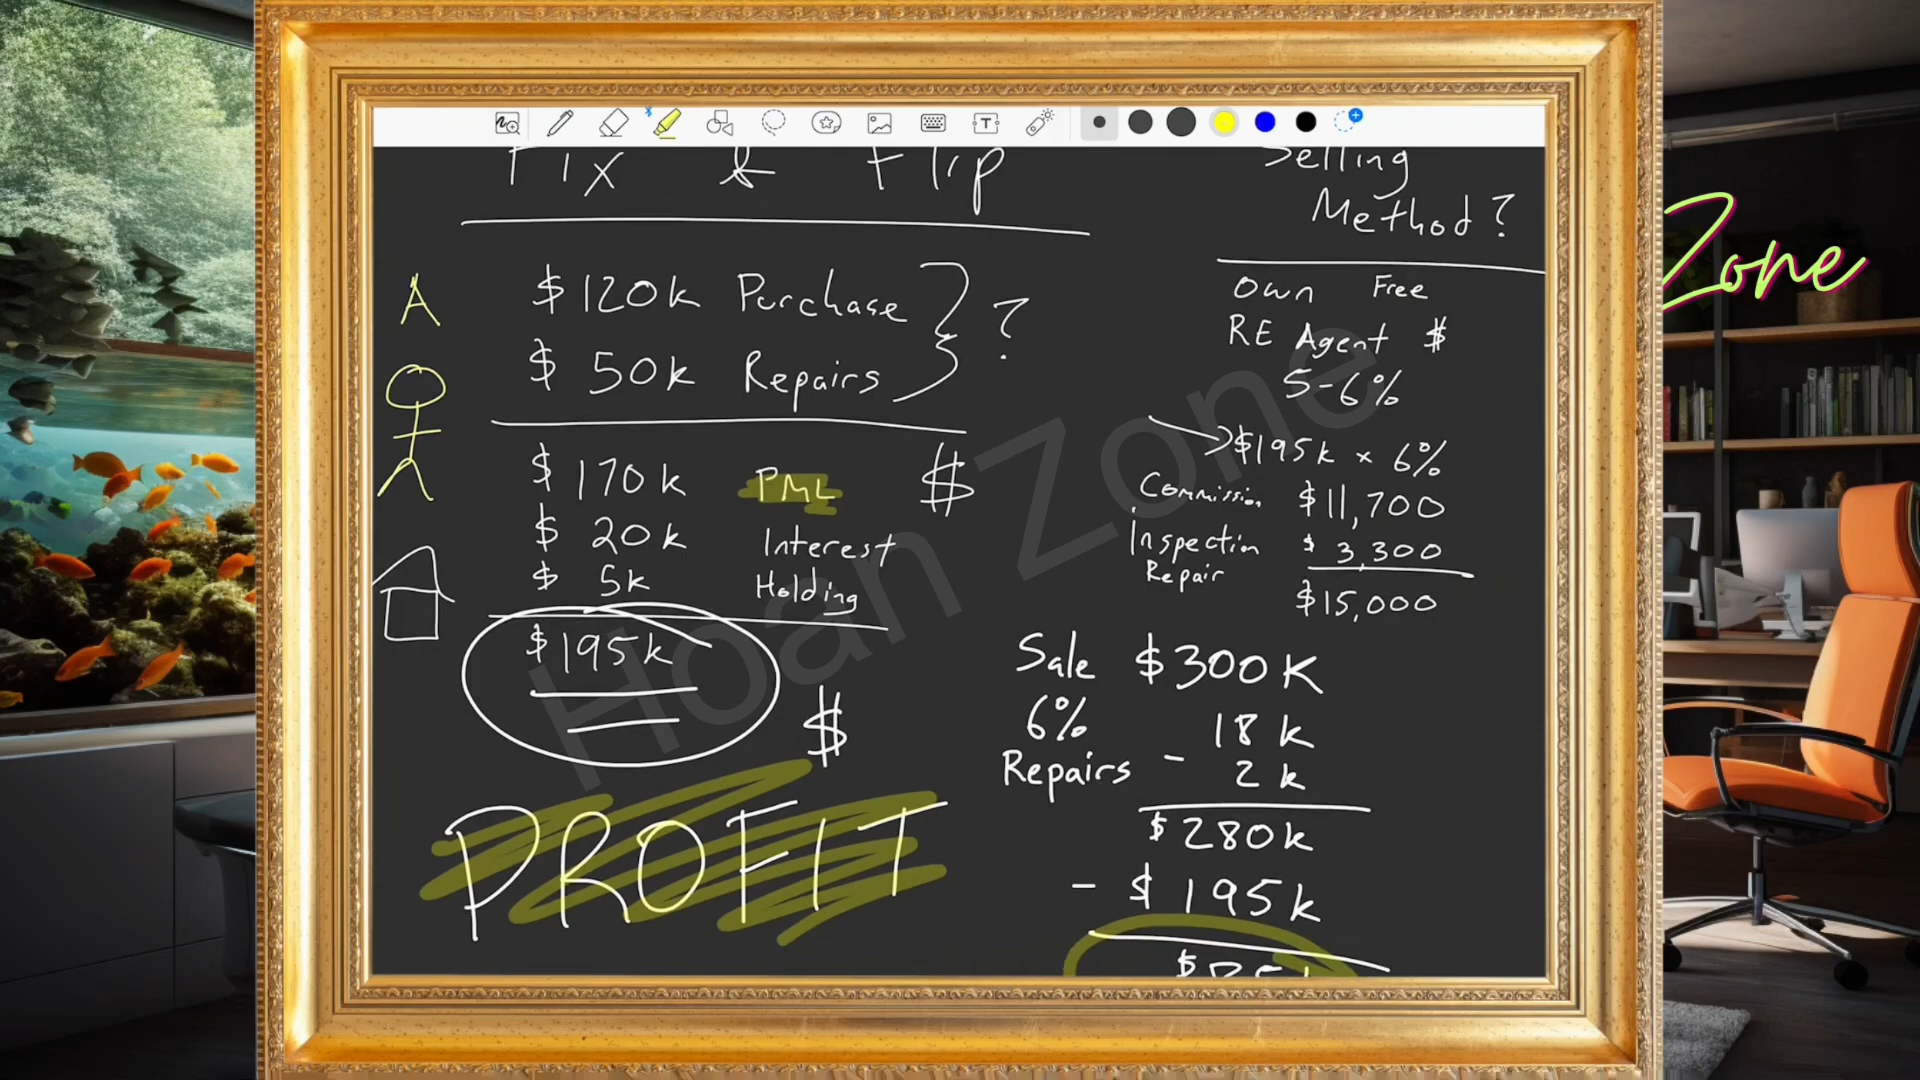 Fix & Flip
Selling
Method?
A
$120k Purchase
?
$ 50k Repairs
$170k PML $
$ 20k Interest
$ 5k Holding
$195k
$
PROFIT
Own Free
RE Agent $
5-6%
$195k x 6%
Commission $11,700
Inspection $ 3,300
Repair
$15,000
Sale $300K
6% 18k
Repairs - 2k
$280k
- $195k
Hoan Zone
Zone
T